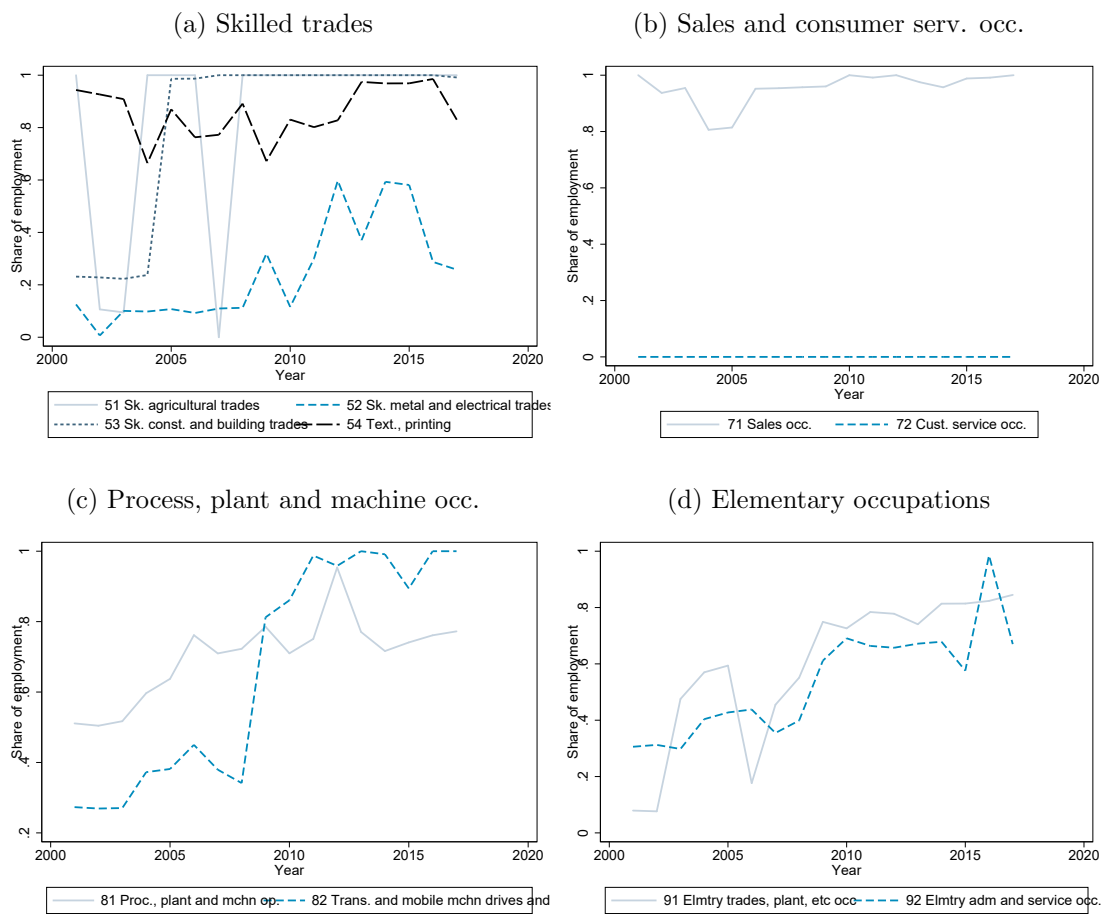 (a) Skilled trades
Share of employment
0 .2 .4 .6 .8 1
2000 2005 2010 2015 2020
Year
51 Sk. agricultural trades 52 Sk. metal and electrical trades
53 Sk. const. and building trades 54 Text., printing
(b) Sales and consumer serv. occ.
Share of employment
0 .2 .4 .6 .8 1
2000 2005 2010 2015 2020
Year
71 Sales occ. 72 Cust. service occ.
(c) Process, plant and machine occ.
Share of employment
.2 .4 .6 .8 1
2000 2005 2010 2015 2020
Year
81 Proc., plant and mchn op. 82 Trans. and mobile mchn drives and
(d) Elementary occupations
Share of employment
0 .2 .4 .6 .8 1
2000 2005 2010 2015 2020
Year
91 Elmtry trades, plant, etc occ 92 Elmtry adm and service occ.